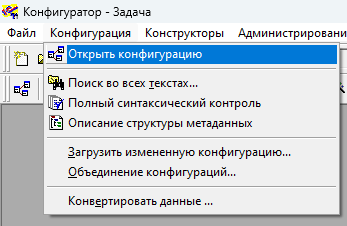 Конфигуратор - Задача
Файл Конфигурация Конструкторы Администрировани
Открыть конфигурацию
Поиск во всех текстах...
Полный синтаксический контроль
Описание структуры метаданных
Загрузить измененную конфигурацию...
Объединение конфигураций...
Конвертировать данные ...